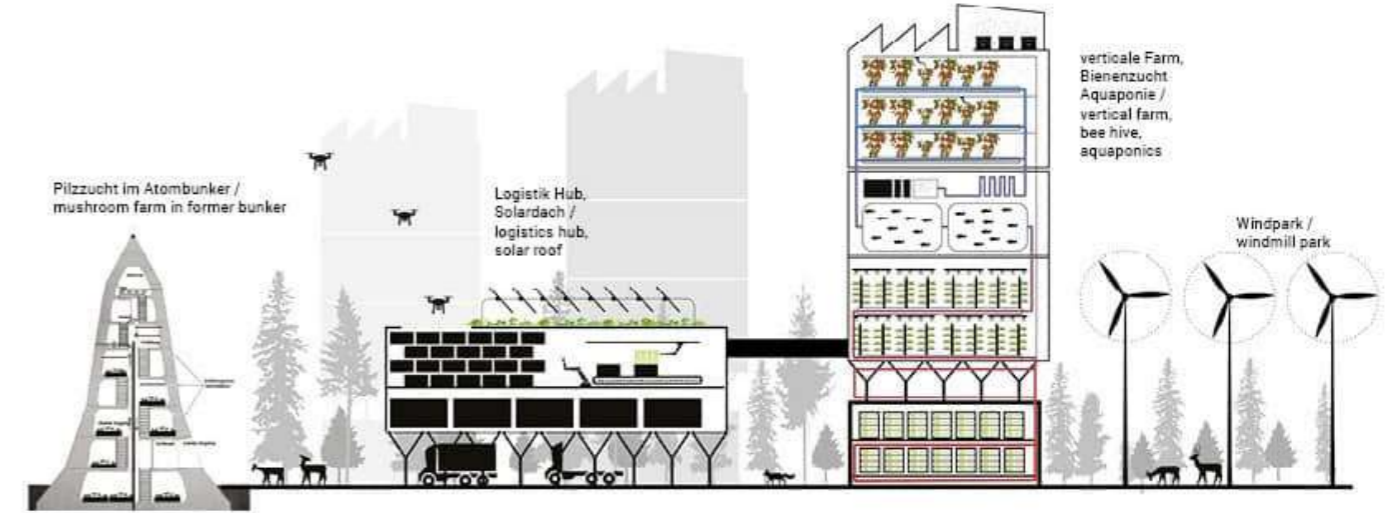 Pilzzucht im Atombunker /
mushroom farm in former bunker
Logistik Hub,
Solardach /
logistics hub,
solar roof
verticale Farm,
Bienenzucht
Aquaponie /
vertical farm,
bee hive,
aquaponics
Windpark /
windmill park